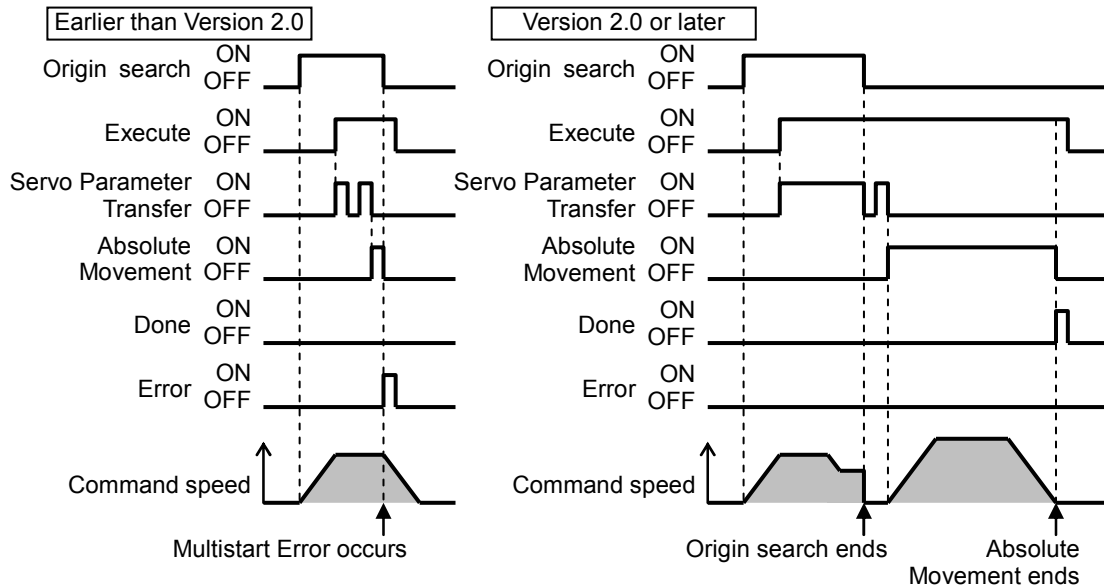 Earlier than Version 2.0
Origin search
ON
OFF
Execute
ON
OFF
Servo Parameter
Transfer
ON
OFF
Absolute
Movement
ON
OFF
Done
ON
OFF
Error
ON
OFF
Command speed
Multistart Error occurs
Version 2.0 or later
Origin search
ON
OFF
Execute
ON
OFF
Servo Parameter
Transfer
ON
OFF
Absolute
Movement
ON
OFF
Done
ON
OFF
Error
ON
OFF
Command speed
Origin search ends
Absolute
Movement ends